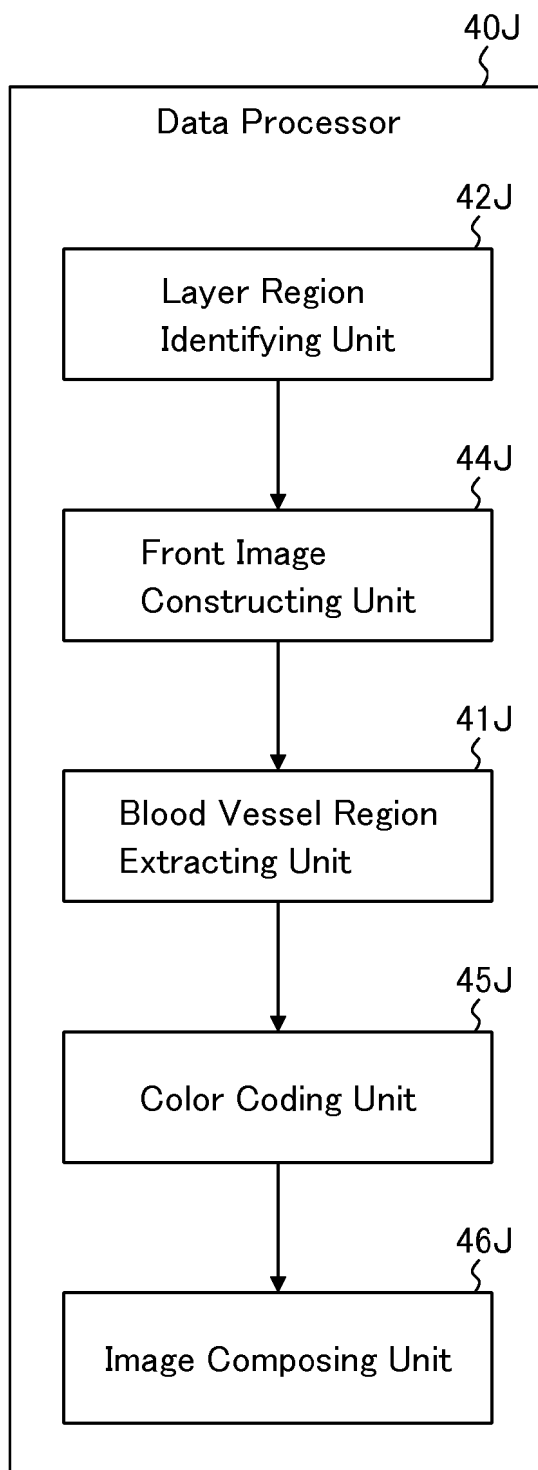 40J
Data Processor
42J
Layer Region
Identifying Unit
44J
Front Image
Constructing Unit
41J
Blood Vessel Region
Extracting Unit
45J
Color Coding Unit
46J
Image Composing Unit